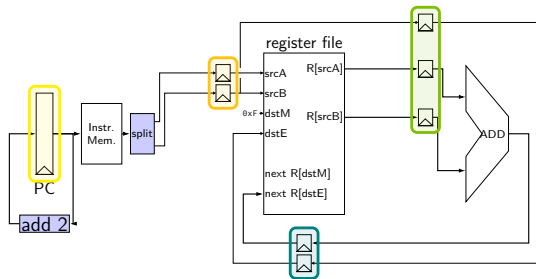 register file
srcA
R[srcA]
srcB
0xF
dstM
R[srcB]
dstE
Instr.
Mem.
split
ADD
next R[dstM]
PC
next R[dstE]
add 2